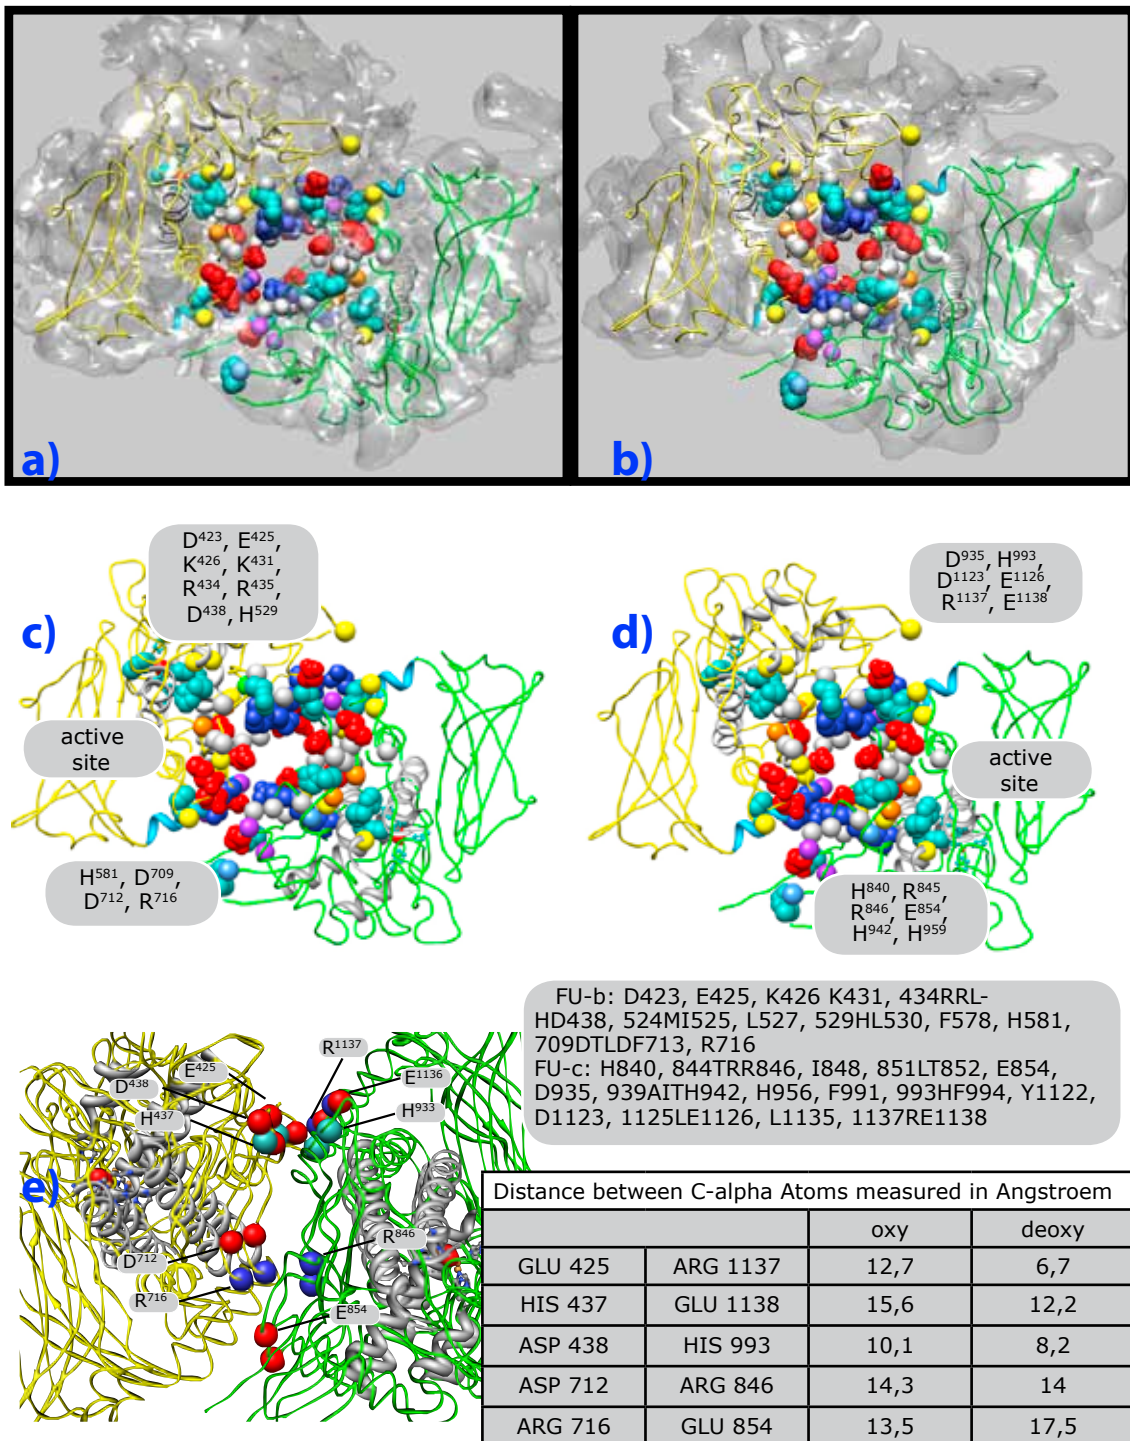 a)
b)
D423, E425,
K426, K431,
R434, R435,
D438, H529
c)
active
site
H581, D709,
D712, R716
D935, H993,
D1123, E1126,
R1137, E1138
d)
active
site
H840, R845,
R846, E854,
H942, H959
FU-b: D423, E425, K426 K431, 434RRL-
HD438, 524MI525, L527, 529HL530, F578, H581,
709DTLDF713, R716
FU-c: H840, 844TRR846, I848, 851LT852, E854,
D935, 939AITH942, H956, F991, 993HF994, Y1122,
D1123, 1125LE1126, L1135, 1137RE1138
e)
R1137
E425
E1136
D438
H933
H437
R846
D712
R716
E854
Distance between C-alpha Atoms measured in Angstroem
oxy deoxy
GLU 425 ARG 1137 12,7 6,7
HIS 437 GLU 1138 15,6 12,2
ASP 438 HIS 993 10,1 8,2
ASP 712 ARG 846 14,3 14
ARG 716 GLU 854 13,5 17,5